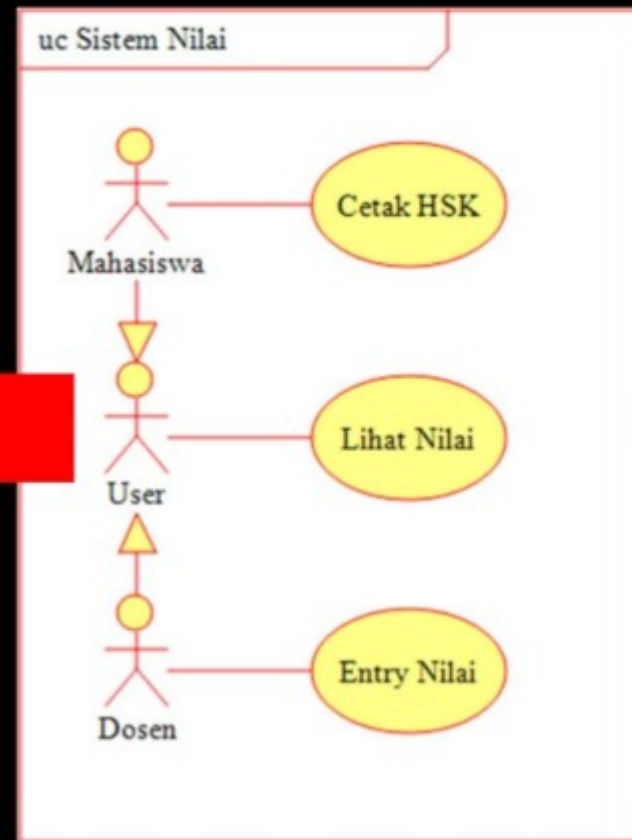 uc Sistem Nilai
Cetak HSK
Mahasiswa
Lihat Nilai
User
Entry Nilai
Dosen